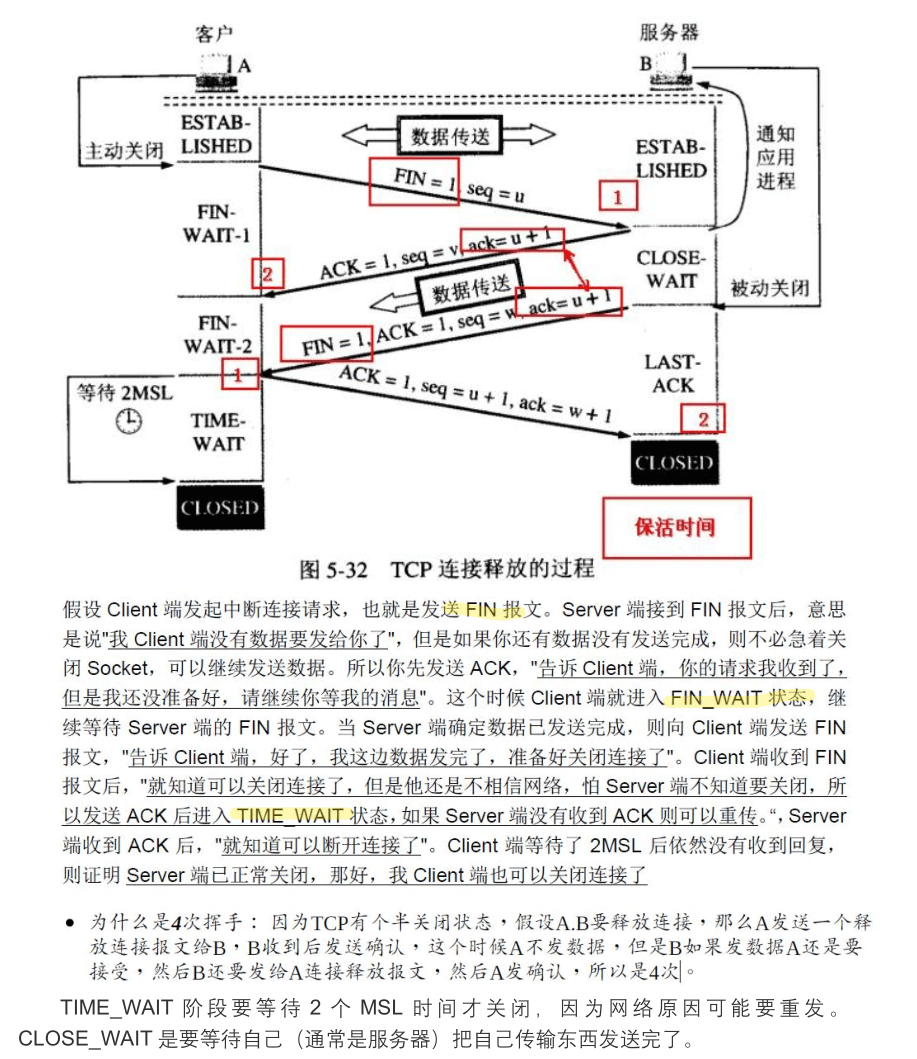 客户
服务器
A
B
ESTAB-
LISHED
数据传送
ESTAB-
LISHED
通知
应用
进程
主动关闭
FIN = 1, seq = u
1
FIN-
WAIT-1
ACK = 1, seq = v, ack= u + 1
2
CLOSE-
WAIT
数据传送
被动关闭
FIN-
WAIT-2
FIN = 1, ACK = 1, seq = w, ack= u + 1
1
LAST-
ACK
等待 2MSL
ACK = 1, seq = u + 1, ack = w + 1
TIME-
WAIT
2
CLOSED
CLOSED
保活时间
图 5-32 TCP 连接释放的过程
假设 Client 端发起中断连接请求，也就是发送 FIN 报文。Server 端接到 FIN 报文后，意思
是说"我 Client 端没有数据要发给你了"，但是如果你还有数据没有发送完成，则不必急着关
闭 Socket，可以继续发送数据。所以你先发送 ACK，"告诉 Client 端，你的请求我收到了，
但是我还没准备好，请继续你等我的消息"。这个时候 Client 端就进入 FIN_WAIT 状态，继
续等待 Server 端的 FIN 报文。当 Server 端确定数据已发送完成，则向 Client 端发送 FIN
报文，"告诉 Client 端，好了，我这边数据发完了，准备好关闭连接了"。Client 端收到 FIN
报文后，"就知道可以关闭连接了，但是他还是不相信网络，怕 Server 端不知道要关闭，所
以发送 ACK 后进入 TIME_WAIT 状态，如果 Server 端没有收到 ACK 则可以重传。“，Server
端收到 ACK 后，"就知道可以断开连接了"。Client 端等待了 2MSL 后依然没有收到回复，
则证明 Server 端已正常关闭，那好，我 Client 端也可以关闭连接了
• 为什么是4次挥手： 因为TCP有个半关闭状态，假设A.B要释放连接，那么A发送一个释
放连接报文给B，B收到后发送确认，这个时候A不发数据，但是B如果发数据A还是要
接受，然后B还要发给A连接释放报文，然后A发确认，所以是4次。
TIME_WAIT 阶段要等待 2 个 MSL 时间才关闭，因为网络原因可能要重发。
CLOSE_WAIT 是要等待自己（通常是服务器）把自己传输东西发送完了。